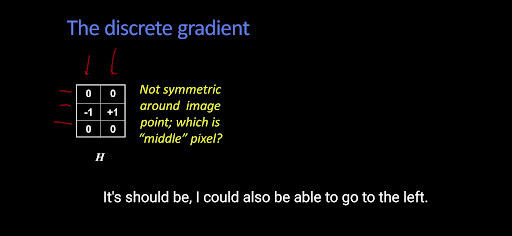 The discrete gradient
0 0
-1 +1
0 0
H
Not symmetric
around image
point; which is
“middle” pixel?
It's should be, I could also be able to go to the left.